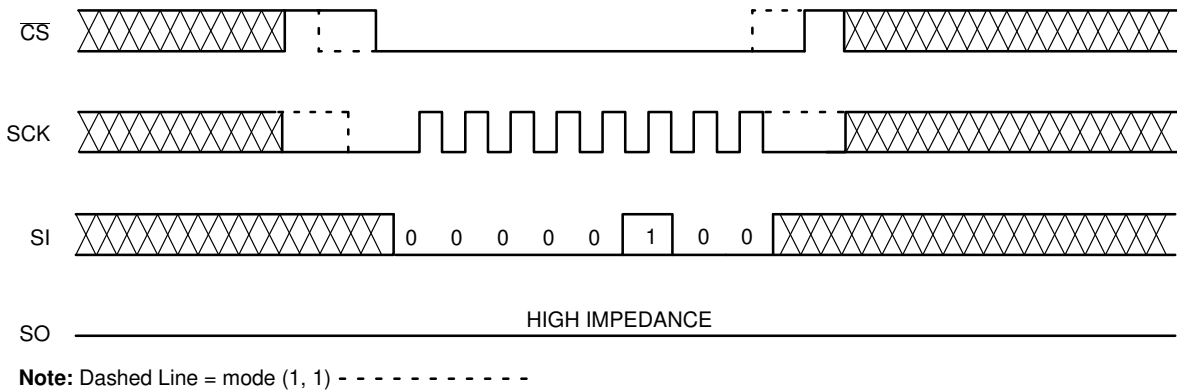 CS
SCK
SI
0 0 0 0 0 1 0 0
SO
HIGH IMPEDANCE
Note: Dashed Line = mode (1, 1) - - - - - - - - - - - -